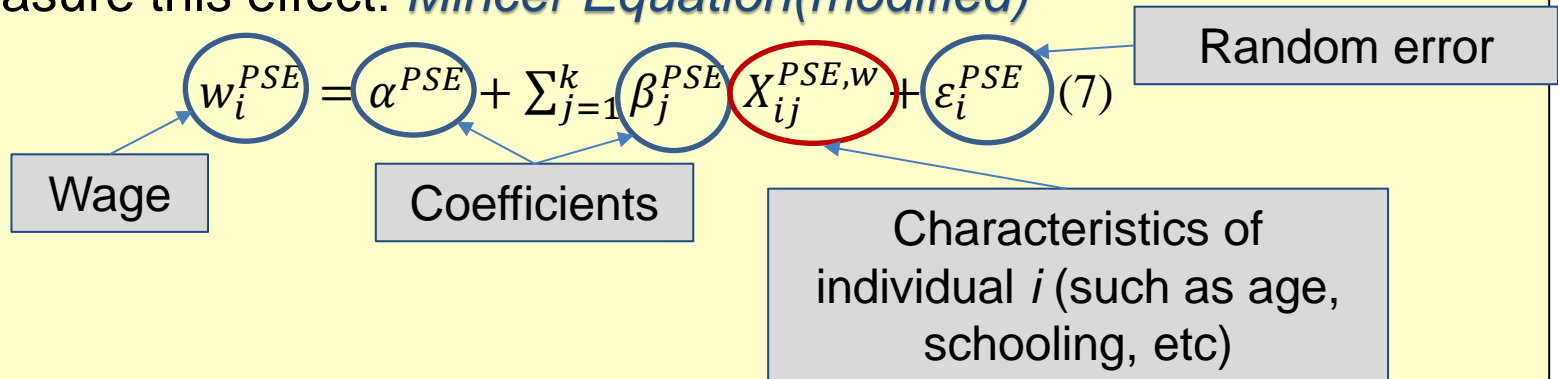 asure this effect: Mincer Equation(modified)
Random error
w_i^{PSE} = α^{PSE} + ∑_{j=1}^{k} β_j^{PSE} X_{ij}^{PSE,w} + ε_i^{PSE} (7)
Wage
Coefficients
Characteristics of
individual i (such as age,
schooling, etc)